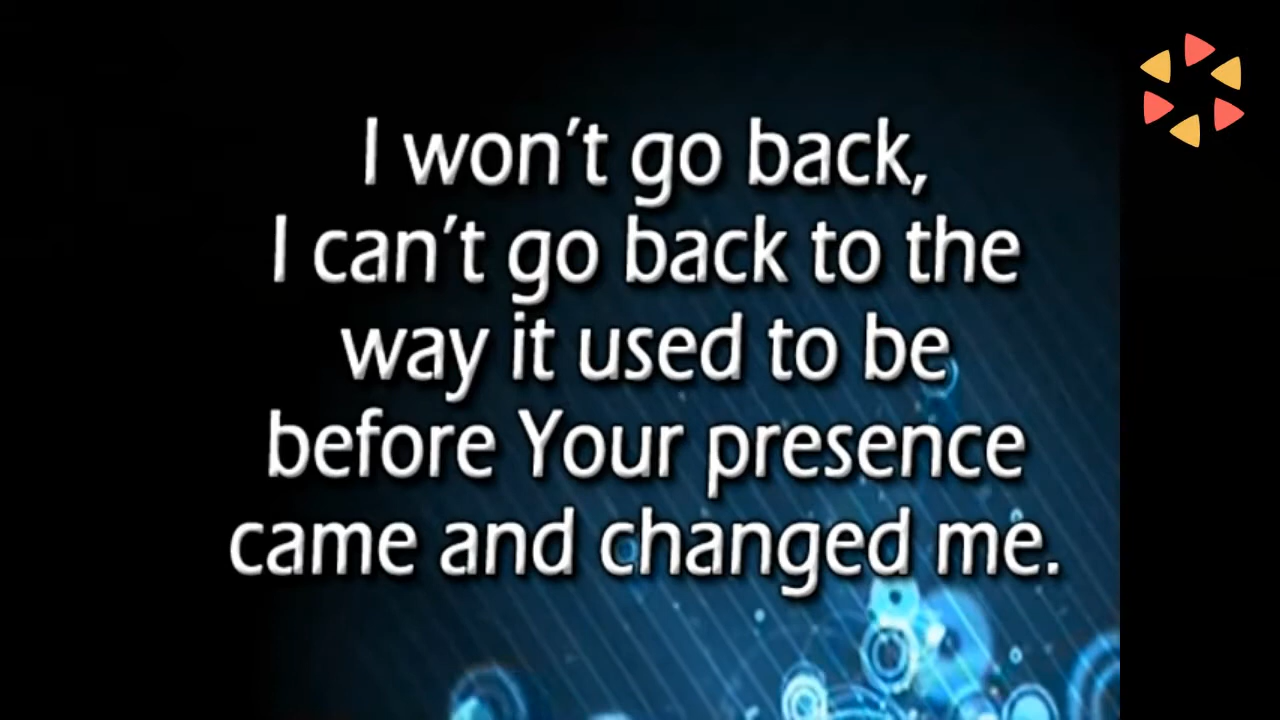 I won't go back,
I can't go back to the
way it used to be
before Your presence
came and changed me.